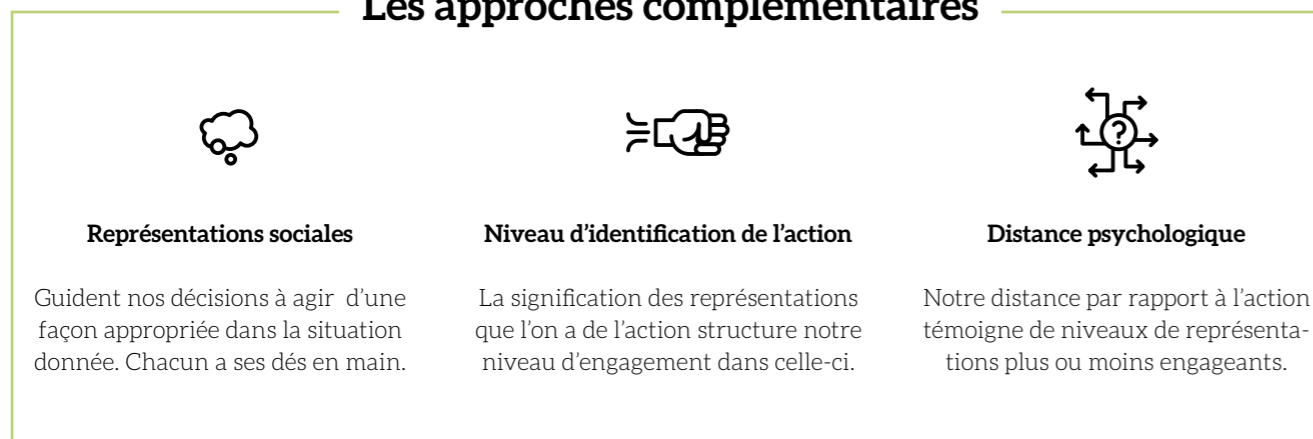 Les approches complémentaires
Représentations sociales
Guident nos décisions à agir d’une
façon appropriée dans la situation
donnée. Chacun a ses dés en main.
Niveau d’identification de l’action
La signification des représentations
que l’on a de l’action structure notre
niveau d’engagement dans celle-ci.
?
Distance psychologique
Notre distance par rapport à l’action
témoigne de niveaux de représenta-
tions plus ou moins engageants.